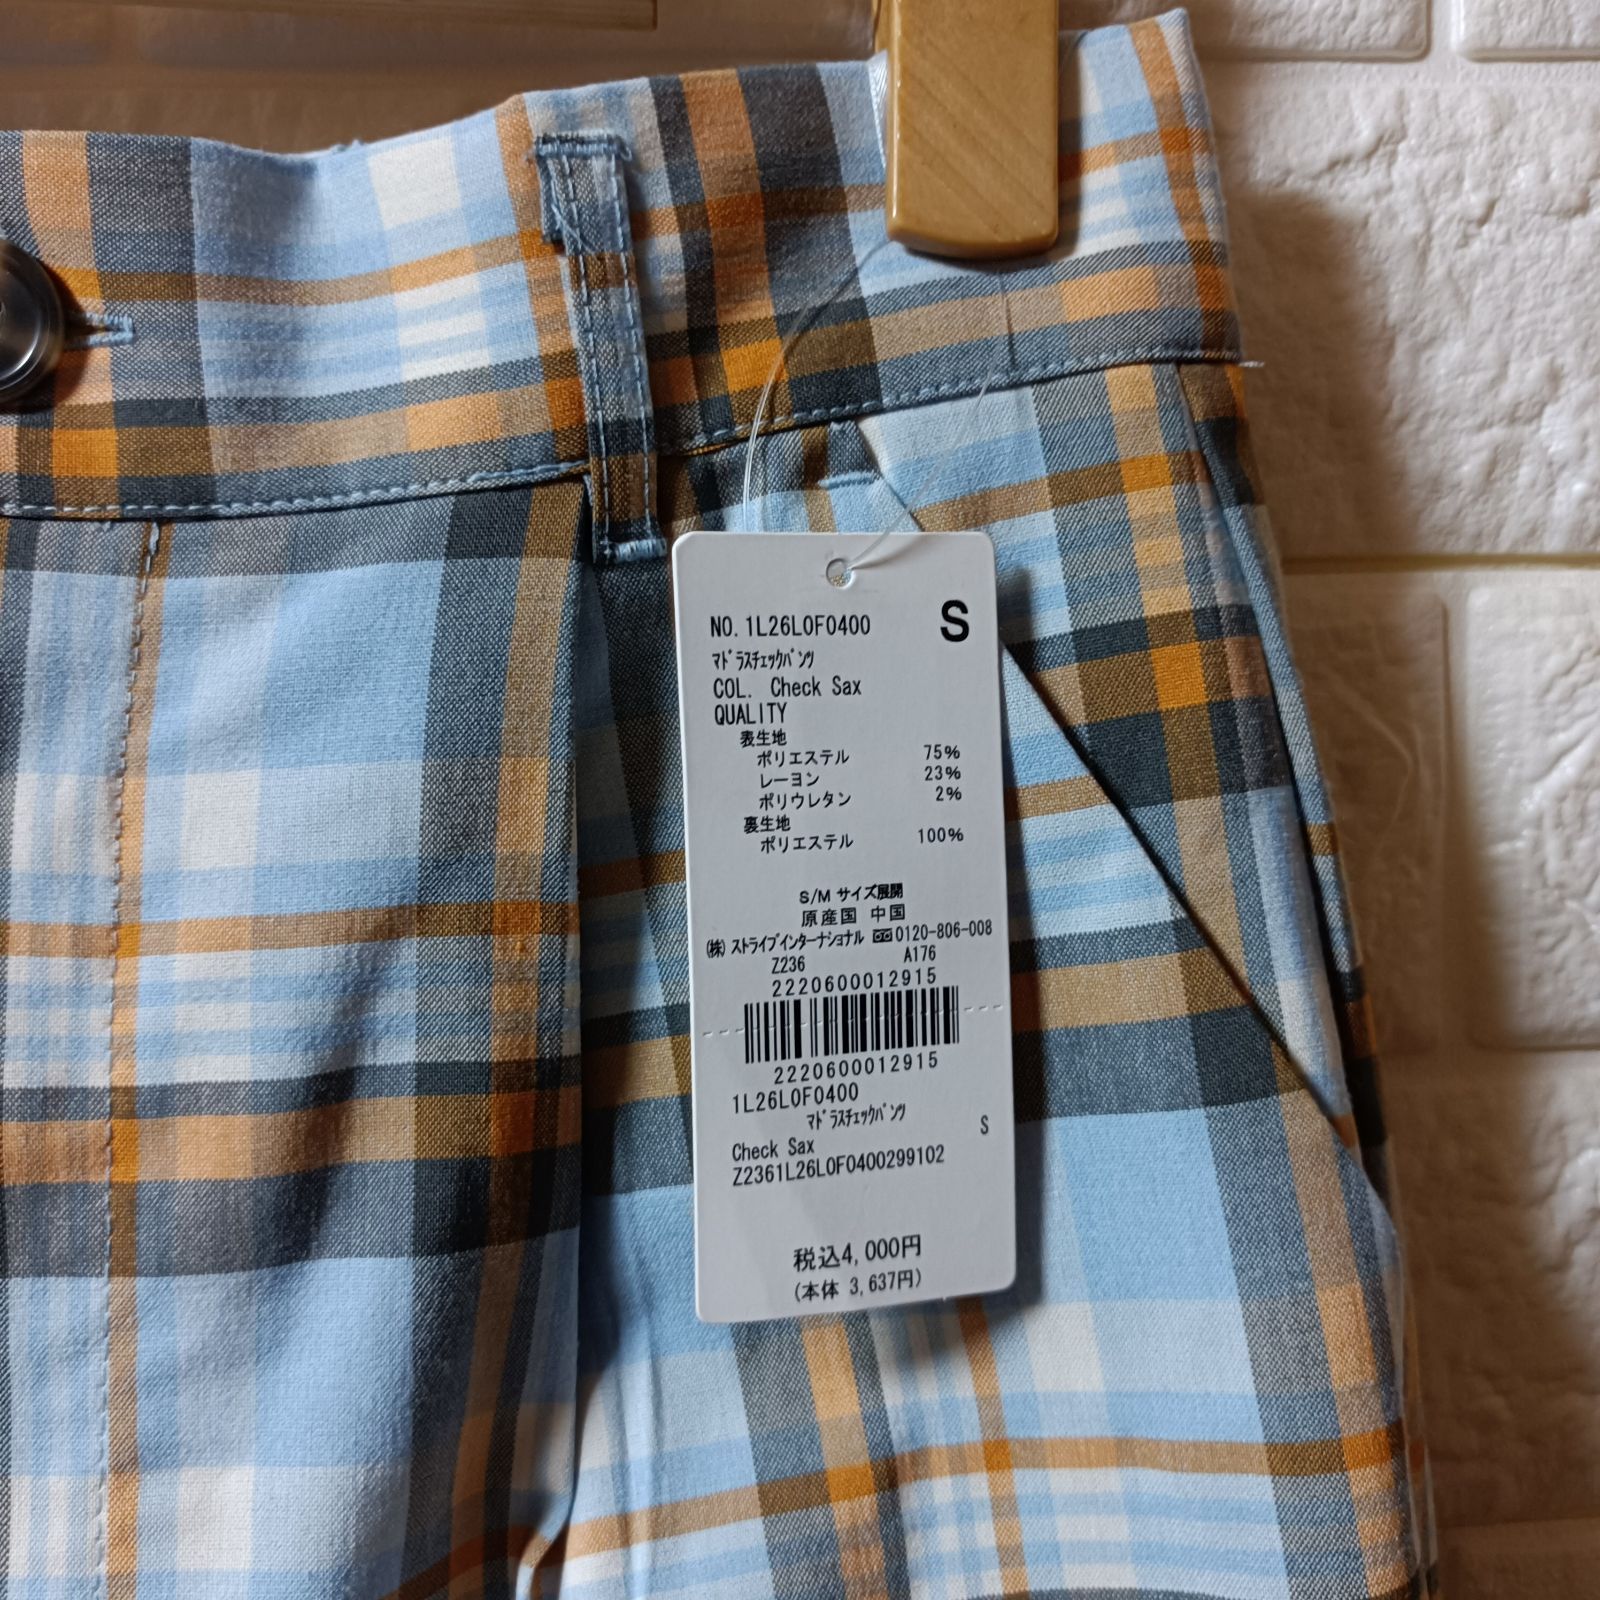 NO. 1L26L0F0400 S
マドラスチェックパンツ
COL. Check Sax
QUALITY
表生地
ポリエステル 75%
レーヨン 23%
ポリウレタン 2%
裏生地
ポリエステル 100%
S/M サイズ展開
原産国 中国
(株)ストライプインターナショナル 0120-806-008
Z236 A176
2220600012915
2220600012915
1L26L0F0400
マドラスチェックパンツ
Check Sax S
Z2361L26L0F0400299102
税込4,000円
(本体 3,637円)